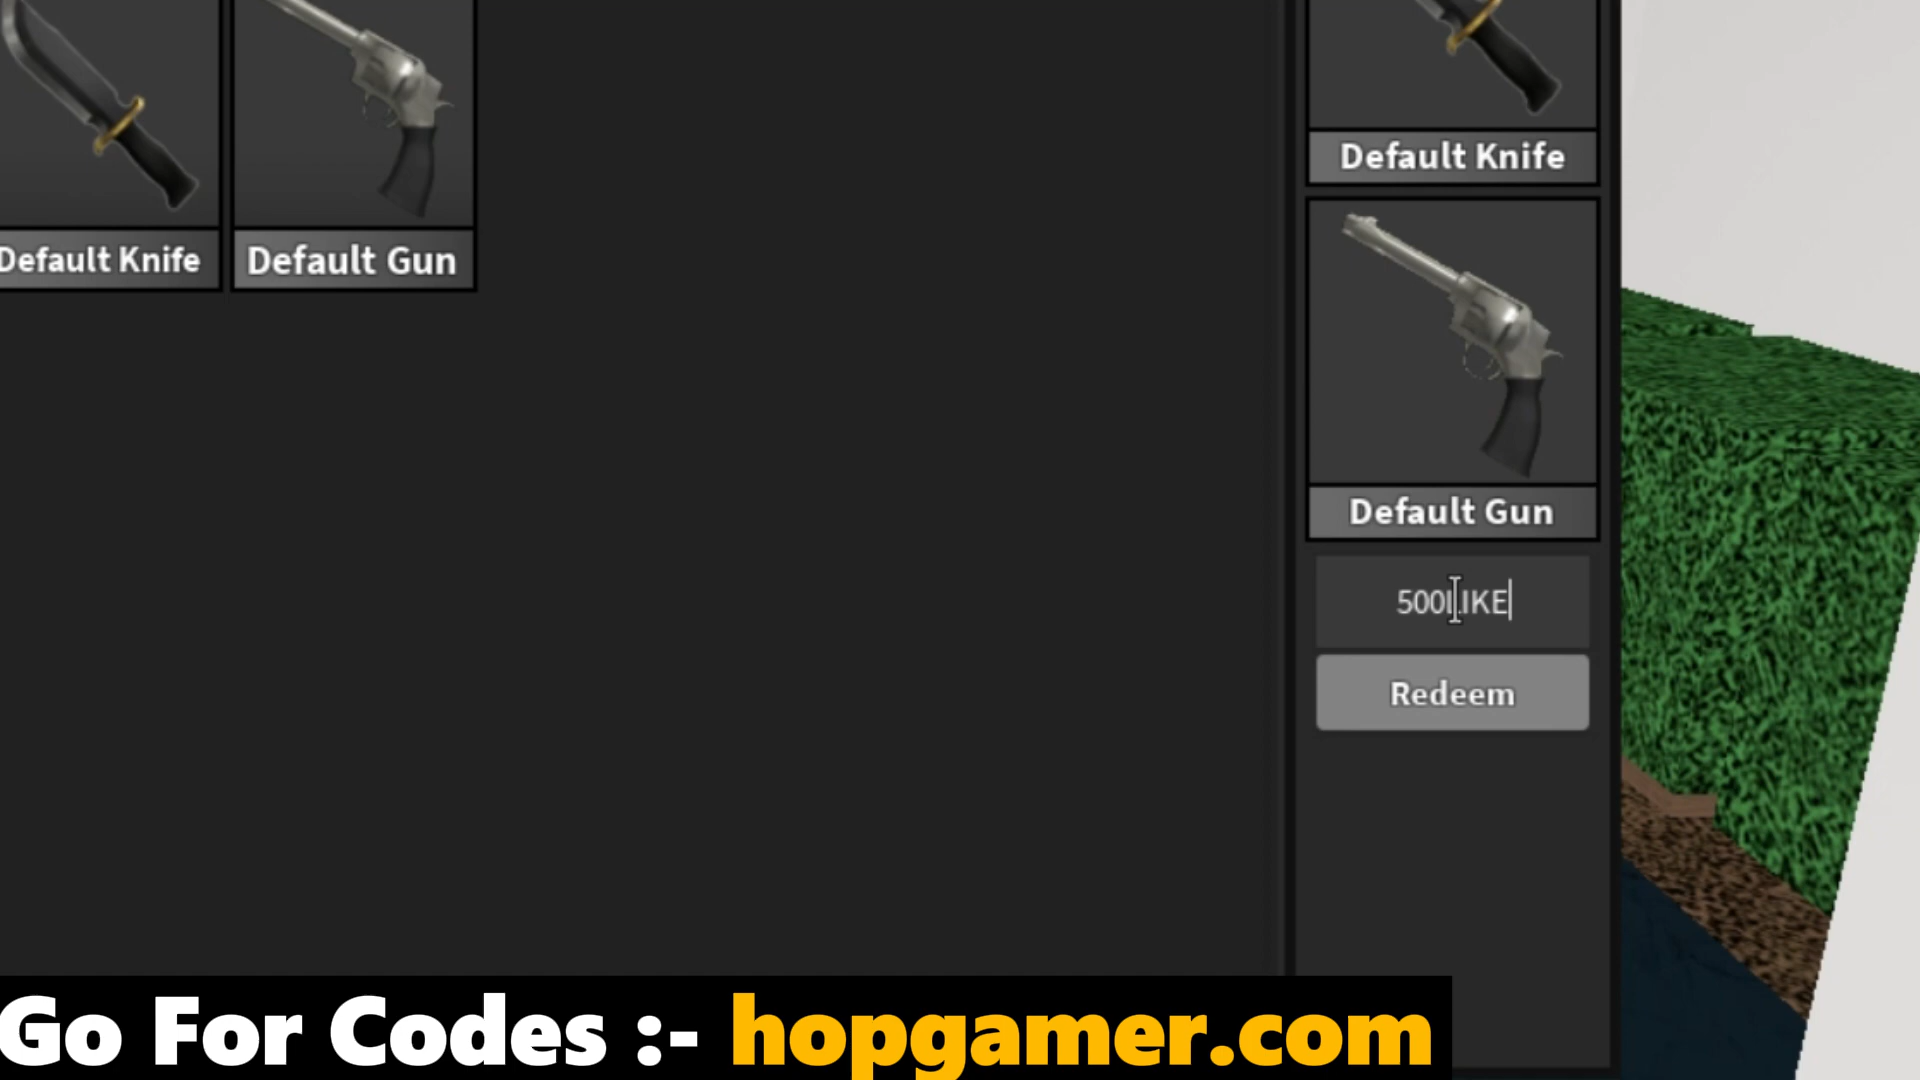 Default Knife
Default Knife
Default Gun
Default Gun
500LIKE
Redeem
Go For Codes :- hopgamer.com